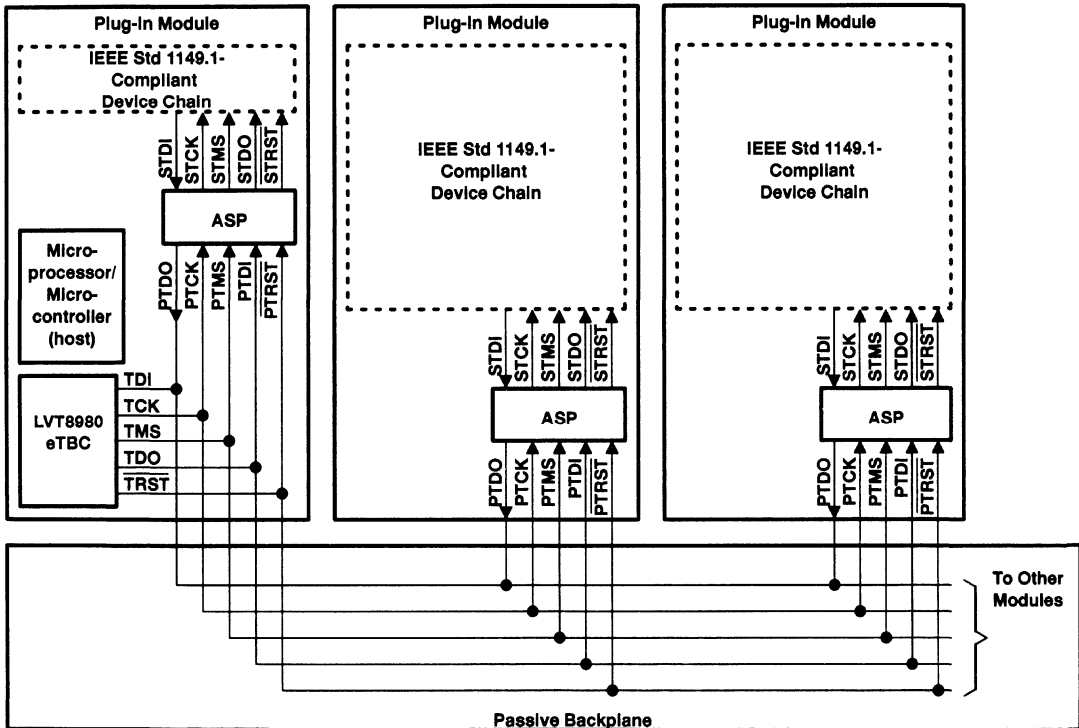 Plug-In Module
IEEE Std 1149.1-
Compliant
Device Chain
STDI
STCK
STMS
STDO
STRST
ASP
PTDO
PTCK
PTMS
PTDI
PTRST
Micro-
processor/
Micro-
controller
(host)
LVT8980
eTBC
TDI
TCK
TMS
TDO
TRST
Plug-In Module
IEEE Std 1149.1-
Compliant
Device Chain
STDI
STCK
STMS
STDO
STRST
ASP
PTDO
PTCK
PTMS
PTDI
PTRST
Plug-In Module
IEEE Std 1149.1-
Compliant
Device Chain
STDI
STCK
STMS
STDO
STRST
ASP
PTDO
PTCK
PTMS
PTDI
PTRST
To Other
Modules
Passive Backplane